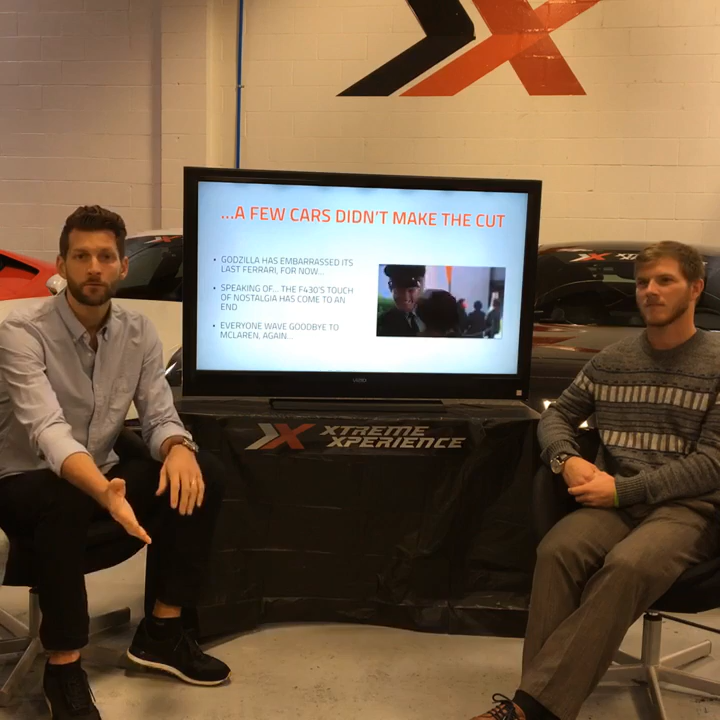 ...A FEW CARS DIDN'T MAKE THE CUT
• GODZILLA HAS EMBARRASSED ITS
LAST FERRARI, FOR NOW...
• SPEAKING OF... THE F430'S TOUCH
OF NOSTALGIA HAS COME TO AN
END
• EVERYONE WAVE GOODBYE TO
MCLAREN, AGAIN...
VIZIO
XTREME
XPERIENCE